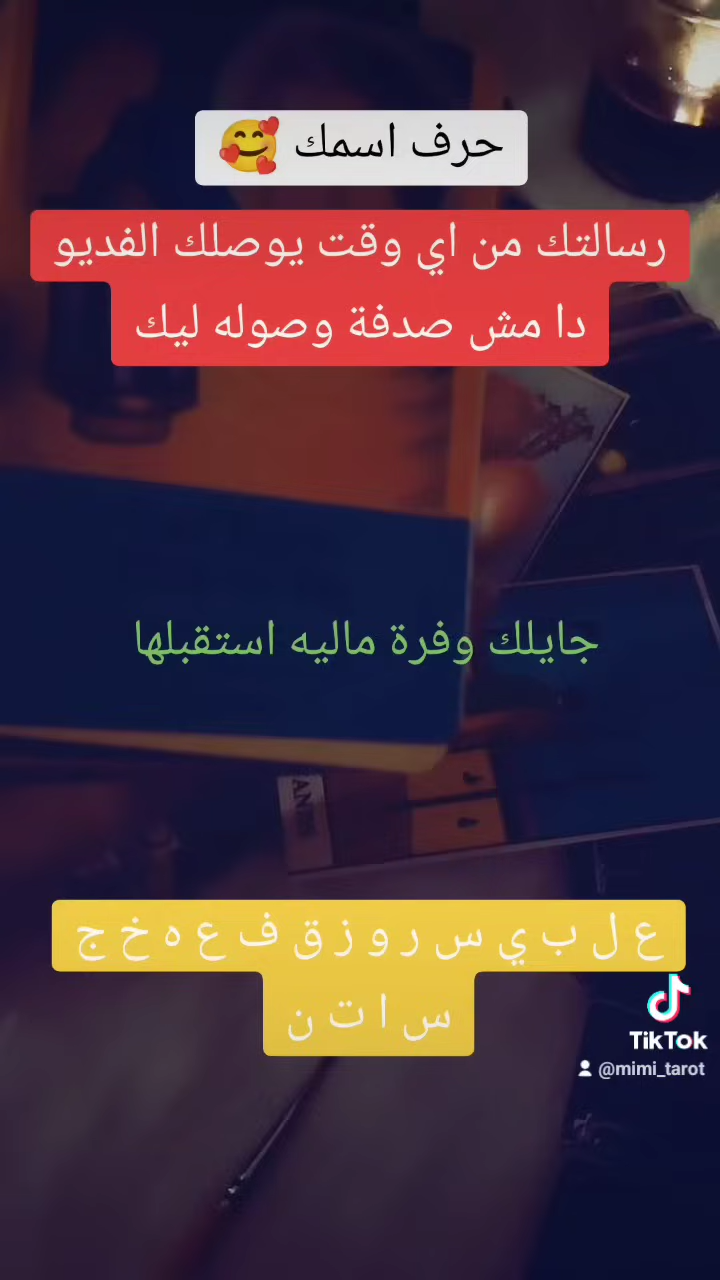 حرف اسمك 🥰
رسالتك من اي وقت يوصلك الفديو
دا مش صدفة وصوله ليك
جايلك وفرة ماليه استقبلها
ع ل ب ي س ر و ز ق ف ع ه خ ج
س ا ت ن
TikTok
@mimi_tarot